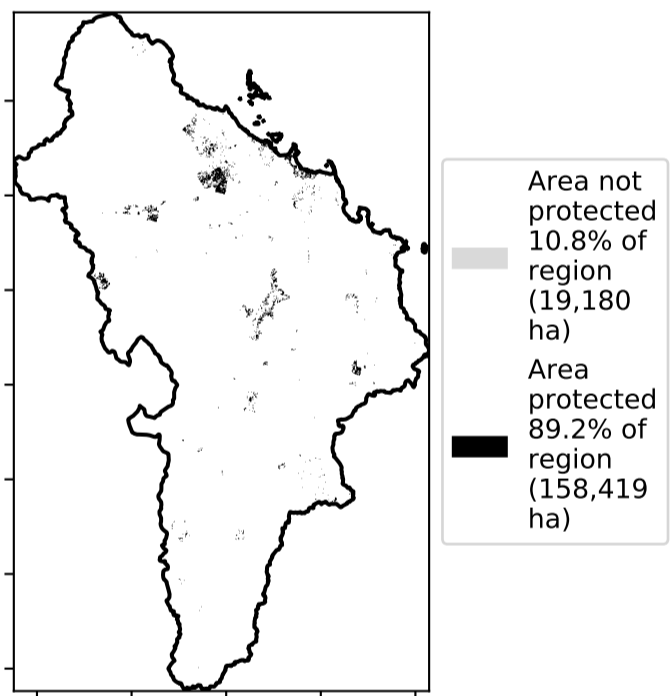 Area not
protected
10.8% of
region
(19,180
ha)
Area
protected
89.2% of
region
(158,419
ha)